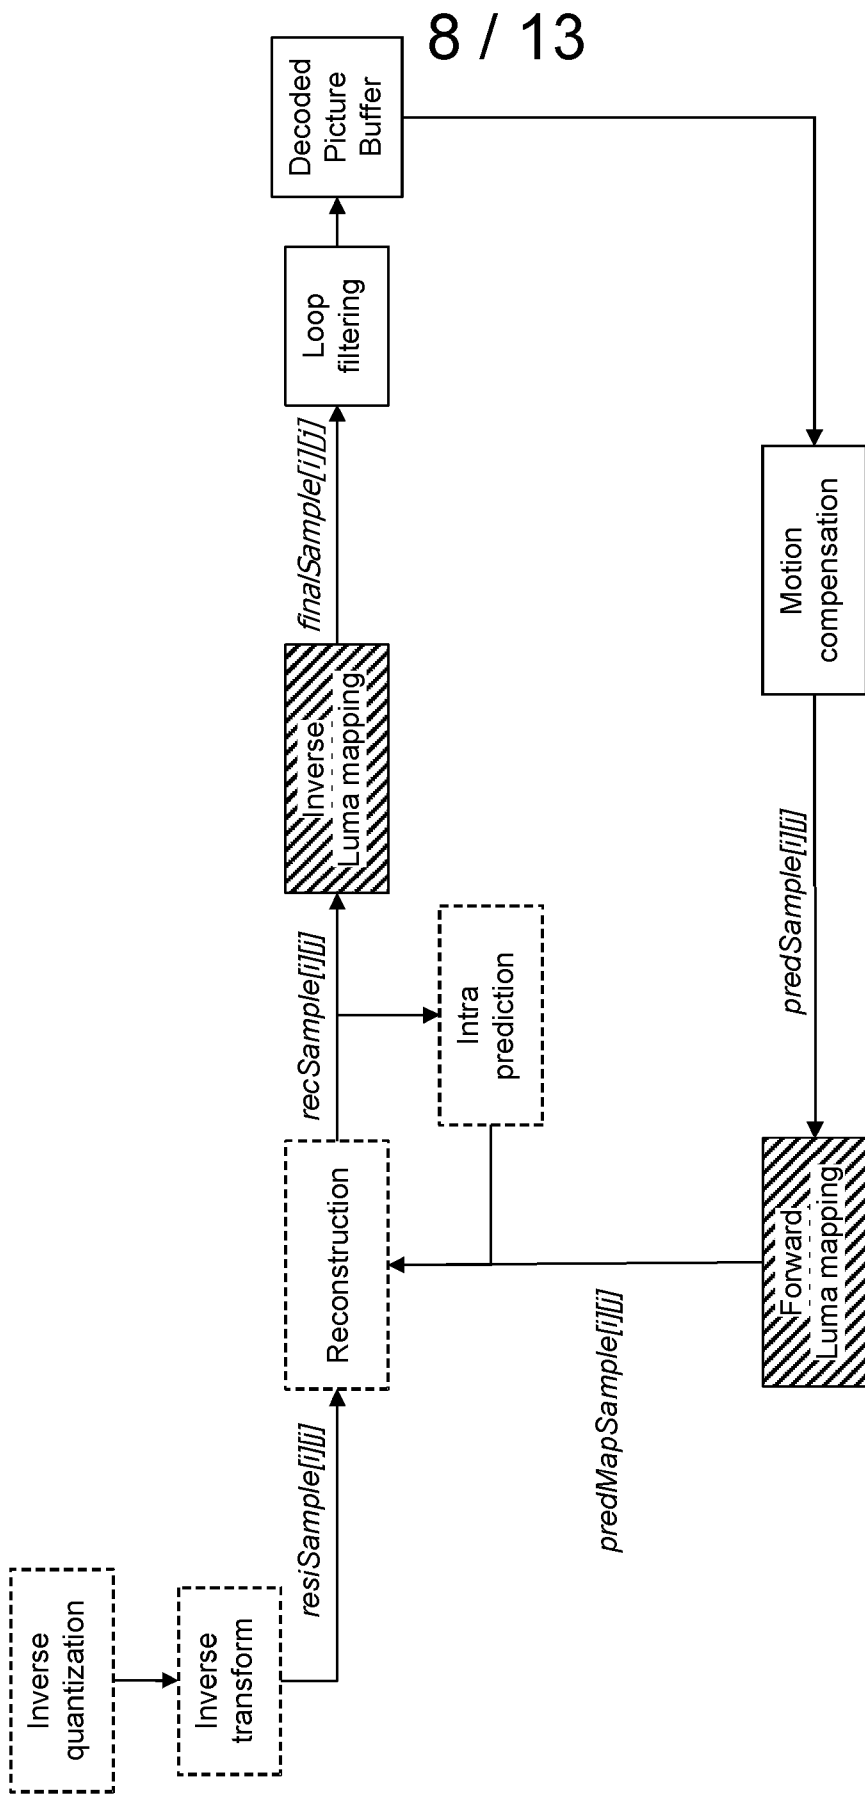 8 / 13
Inverse
quantization
Inverse
transform
resiSample[i][j]
Reconstruction
recSample[i][j]
Intra
prediction
Inverse
Luma mapping
finalSample[i][j]
Loop
filtering
Decoded
Picture
Buffer
Motion
compensation
predSample[i][j]
Forward
Luma mapping
predMapSample[i][j]